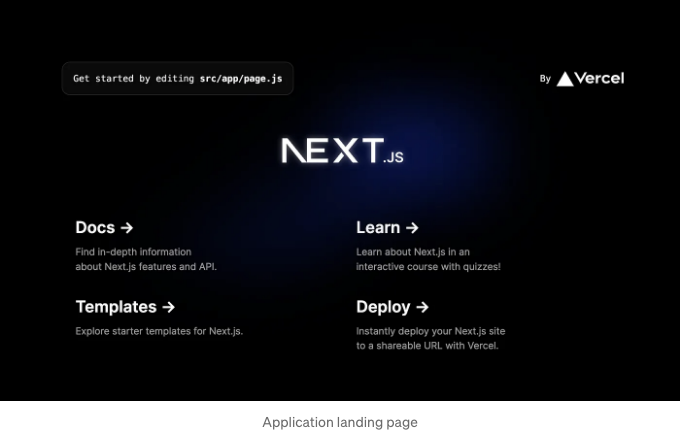 Get started by editing src/app/page.js
By Vercel
NEXT.JS
Docs →
Find in-depth information
about Next.js features and API.
Learn →
Learn about Next.js in an
interactive course with quizzes!
Templates →
Explore starter templates for Next.js.
Deploy →
Instantly deploy your Next.js site
to a shareable URL with Vercel.
Application landing page